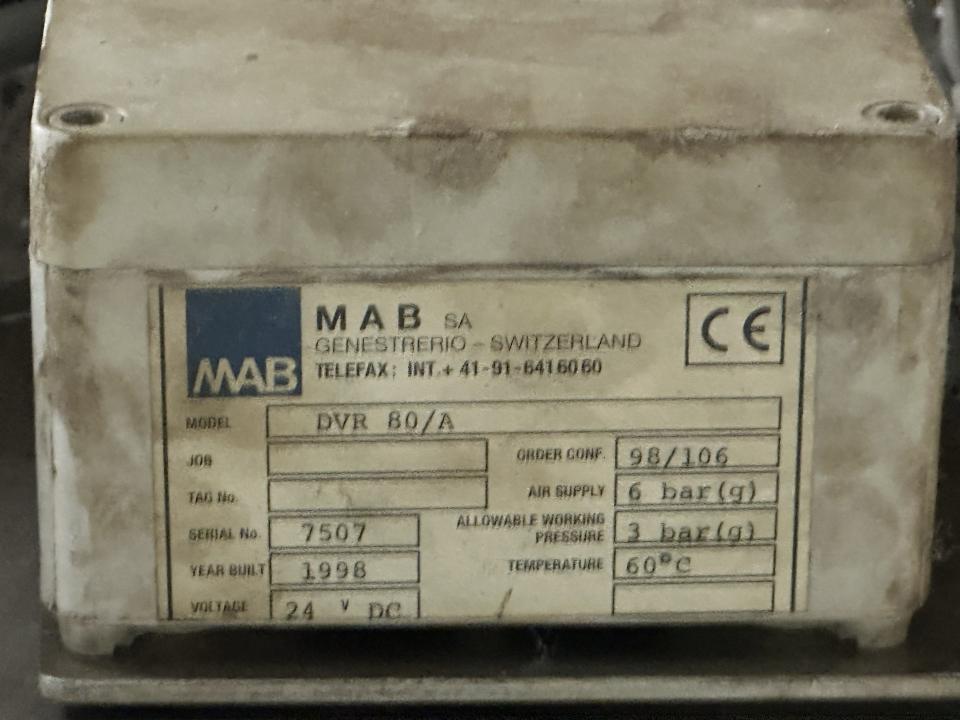 MAB
MAB SA
GENESTRERIO - SWITZERLAND
TELEFAX: INT.+ 41-91-6416060
CE
MODEL DVR 80/A
JOB
ORDER CONF. 98/106
TAG No.
AIR SUPPLY 6 bar(g)
SERIAL No. 7507
ALLOWABLE WORKING
PRESSURE 3 bar(g)
YEAR BUILT 1998
TEMPERATURE 60°C
VOLTAGE 24 V DC